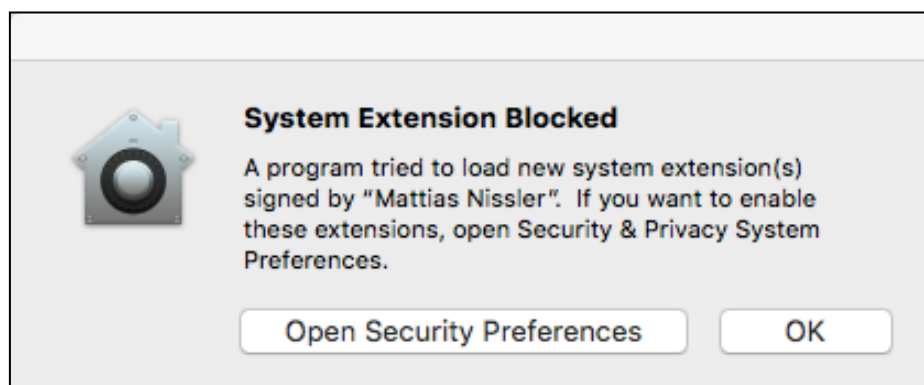 System Extension Blocked
A program tried to load new system extension(s)
signed by “Mattias Nissler”.  If you want to enable
these extensions, open Security & Privacy System
Preferences.
Open Security Preferences
OK